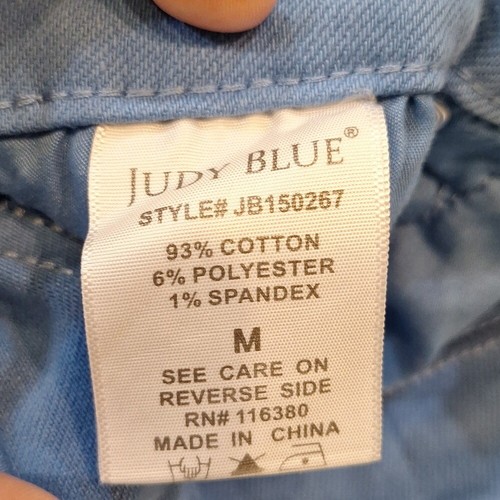 JUDY BLUE®
STYLE# JB150267
93% COTTON
6% POLYESTER
1% SPANDEX
M
SEE CARE ON
REVERSE SIDE
RN# 116380
MADE IN CHINA